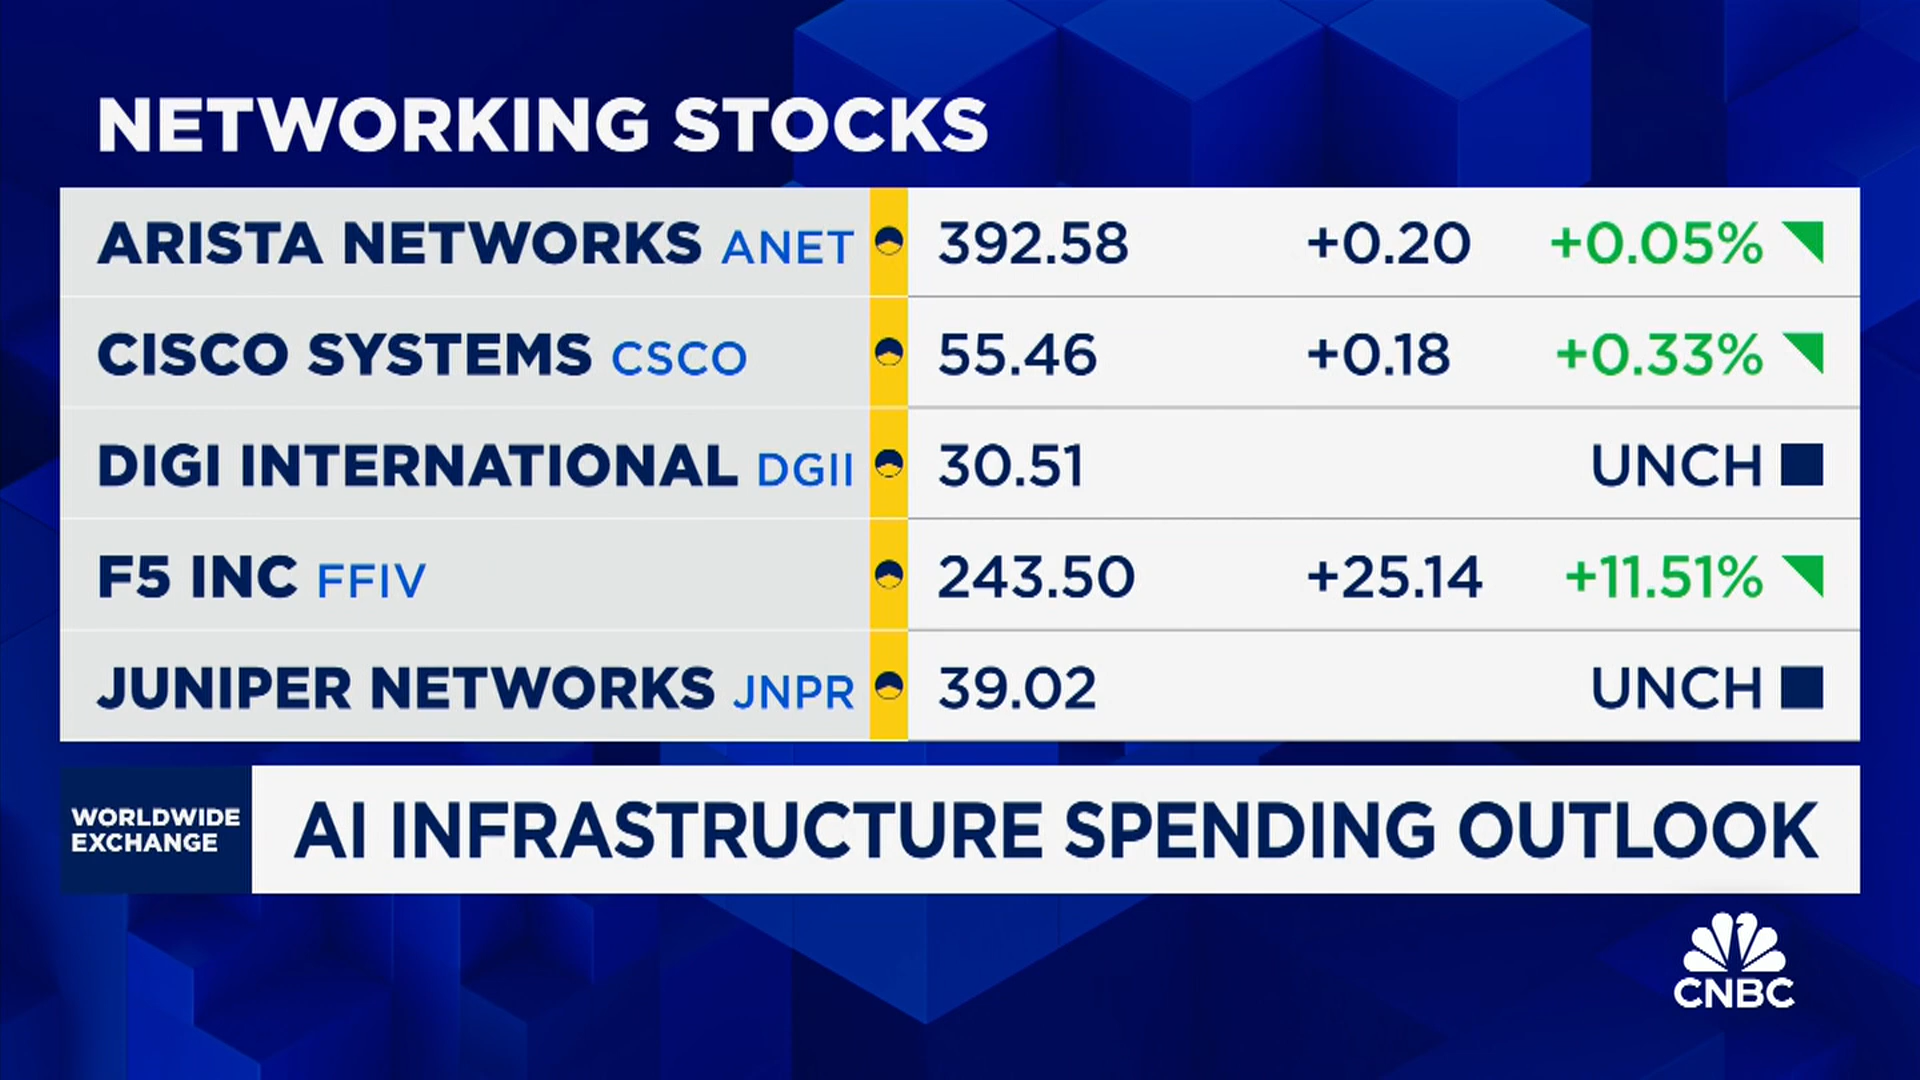 NETWORKING STOCKS
ARISTA NETWORKS ANET 392.58 +0.20 +0.05%
CISCO SYSTEMS CSCO 55.46 +0.18 +0.33%
DIGI INTERNATIONAL DGII 30.51 UNCH
F5 INC FFIV 243.50 +25.14 +11.51%
JUNIPER NETWORKS JNPR 39.02 UNCH
WORLDWIDE
EXCHANGE
AI INFRASTRUCTURE SPENDING OUTLOOK
CNBC